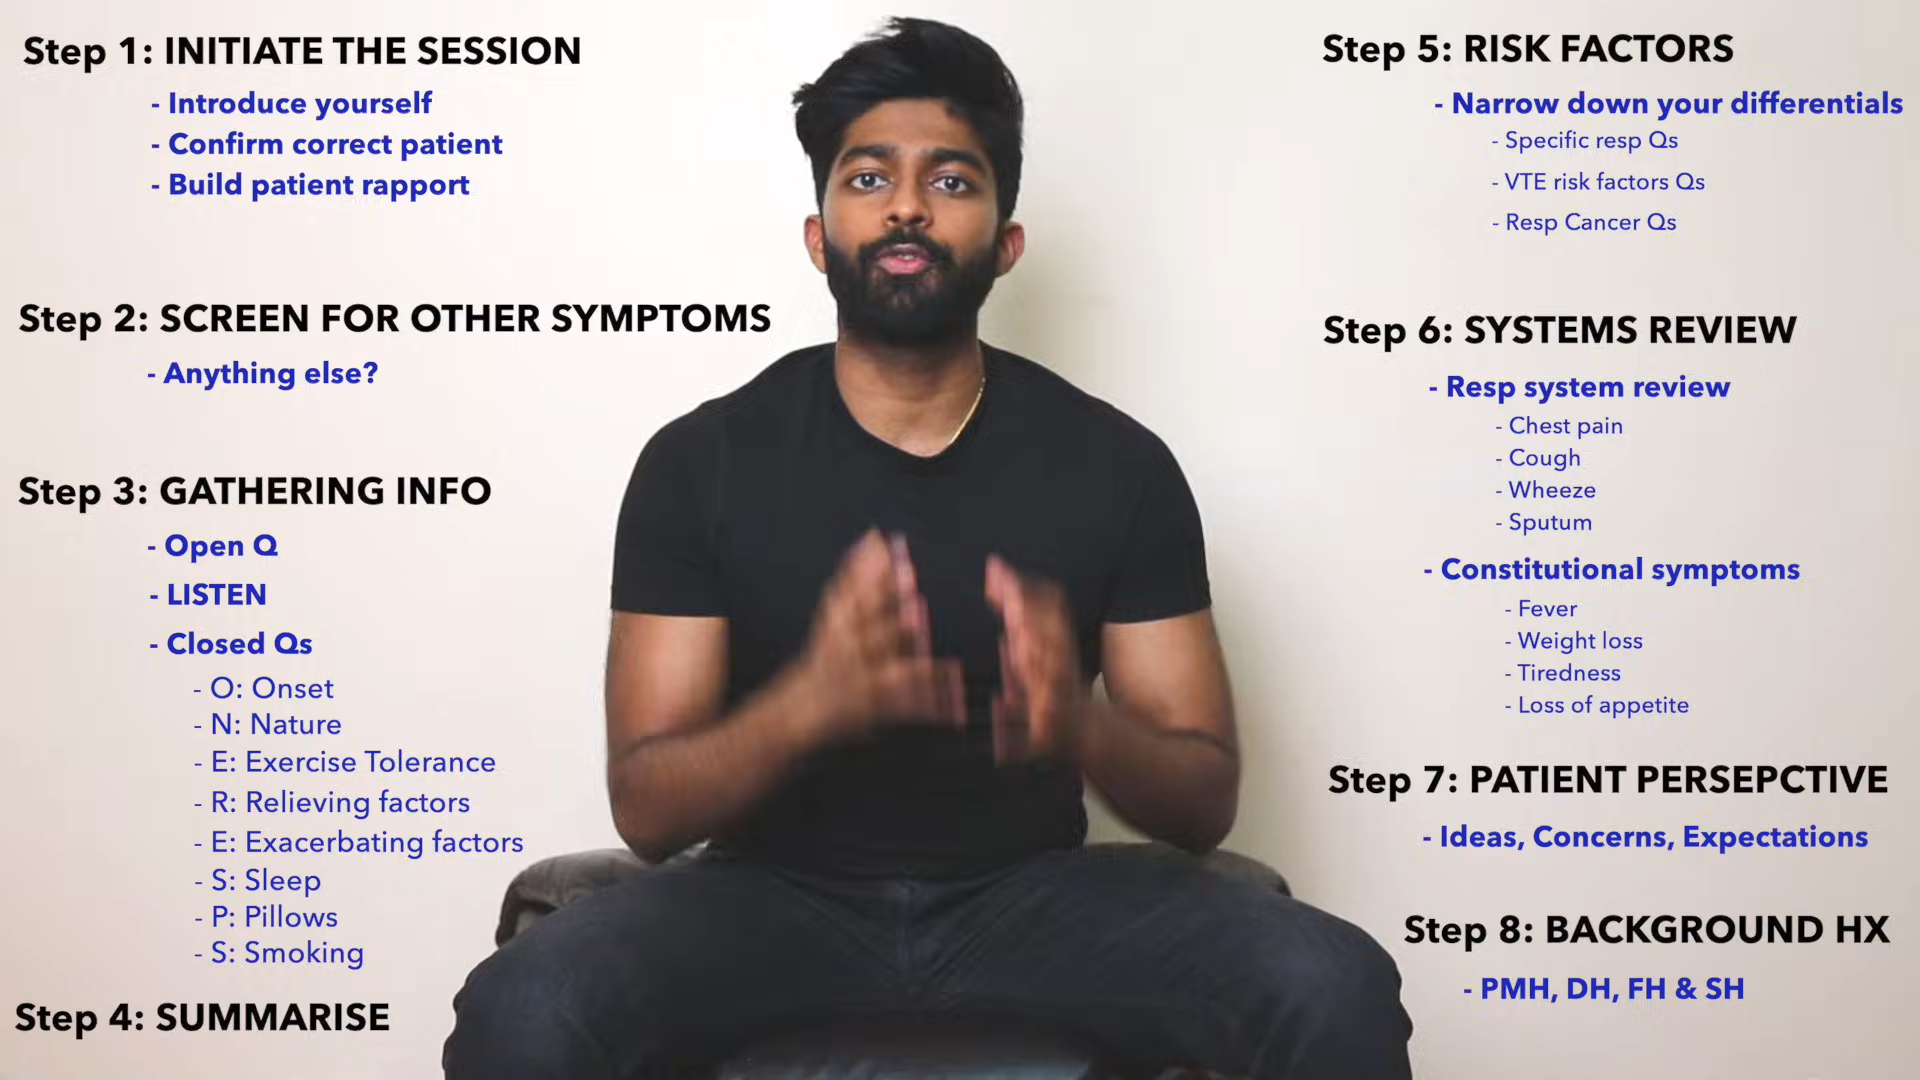 Step 1: INITIATE THE SESSION
- Introduce yourself
- Confirm correct patient
- Build patient rapport
Step 2: SCREEN FOR OTHER SYMPTOMS
- Anything else?
Step 3: GATHERING INFO
- Open Q
- LISTEN
- Closed Qs
- O: Onset
- N: Nature
- E: Exercise Tolerance
- R: Relieving factors
- E: Exacerbating factors
- S: Sleep
- P: Pillows
- S: Smoking
Step 4: SUMMARISE
Step 5: RISK FACTORS
- Narrow down your differentials
- Specific resp Qs
- VTE risk factors Qs
- Resp Cancer Qs
Step 6: SYSTEMS REVIEW
- Resp system review
- Chest pain
- Cough
- Wheeze
- Sputum
- Constitutional symptoms
- Fever
- Weight loss
- Tiredness
- Loss of appetite
Step 7: PATIENT PERSEPCTIVE
- Ideas, Concerns, Expectations
Step 8: BACKGROUND HX
- PMH, DH, FH & SH